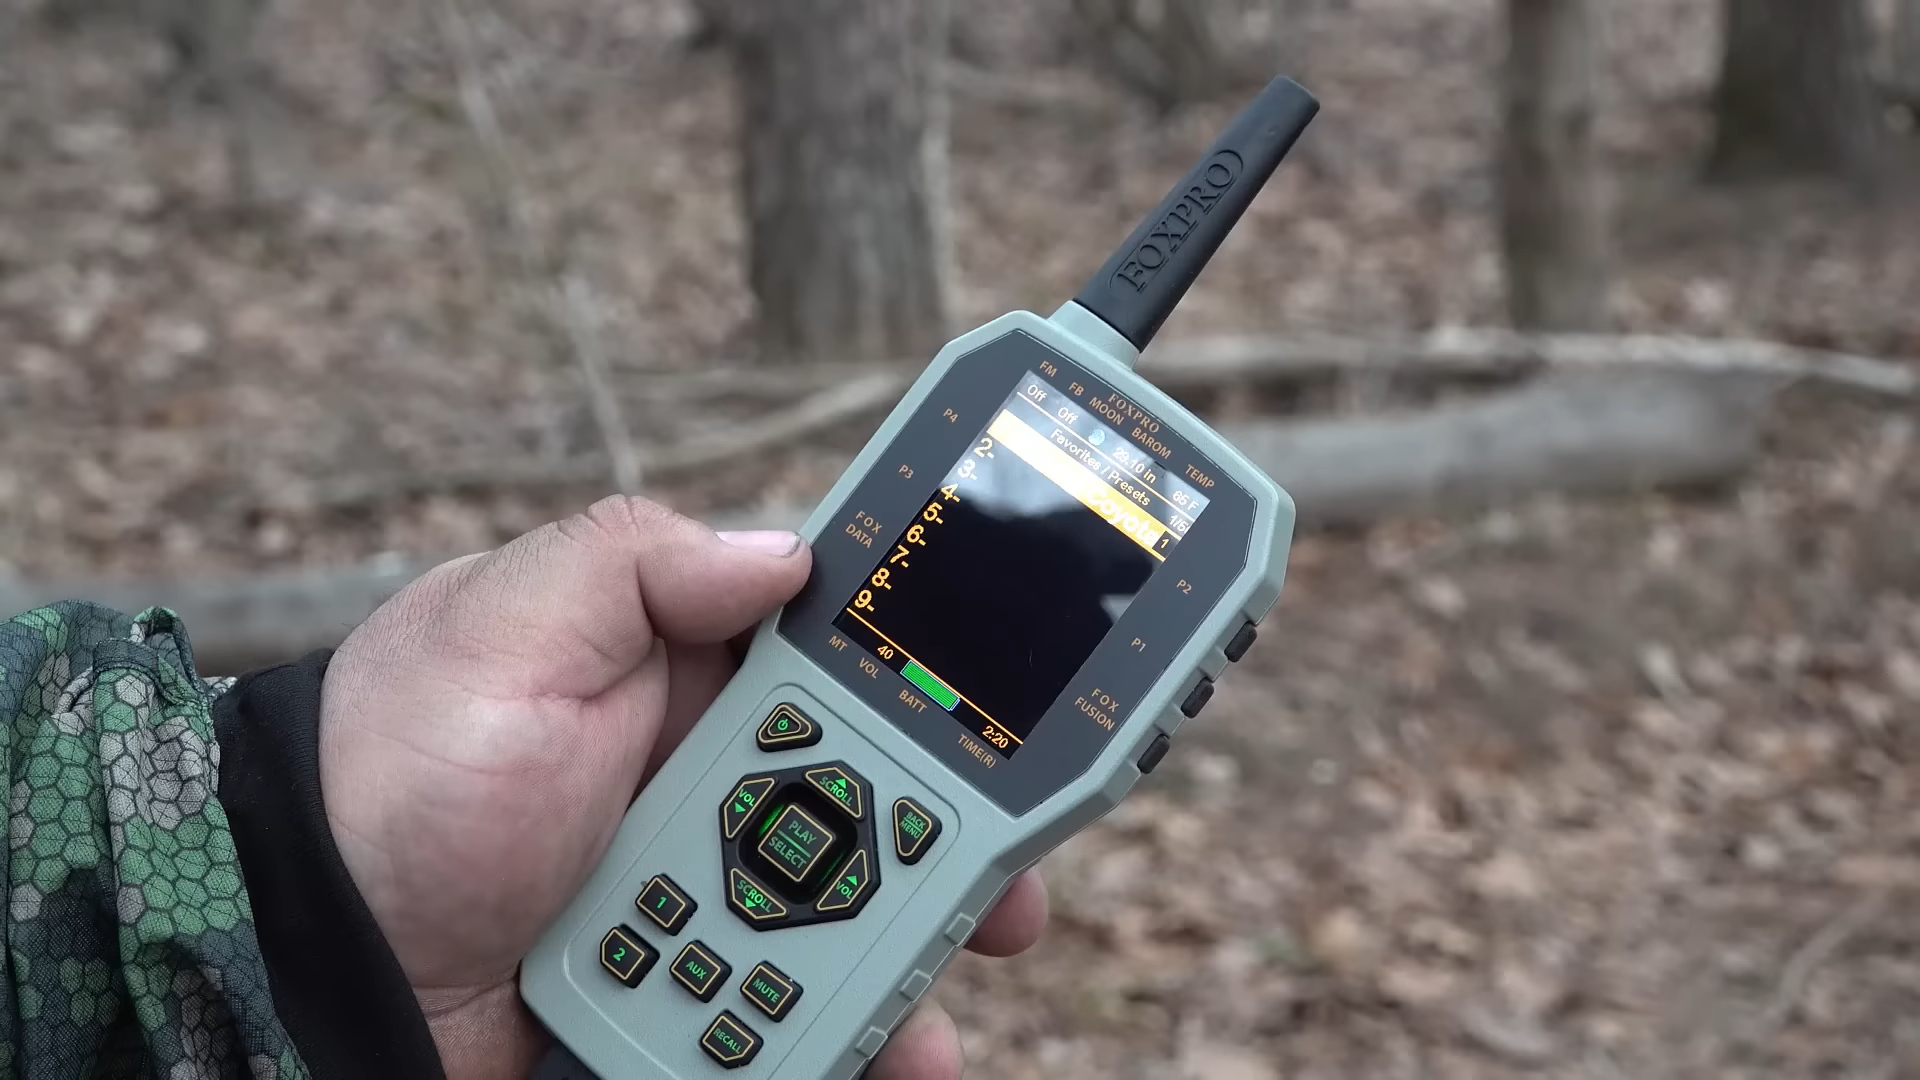 FOXPRO
FM
FB
FOXPRO
MOON
BAROM
TEMP
Off
Off
29.10 in
65 F
Favorites / Presets
Coyote
1
2-
3-
4-
5-
6-
7-
8-
9-
40
2:20
P4
P3
FOX
DATA
P2
P1
FOX
FUSION
MT
VOL
BATT
TIME(R)
SCROLL
VOL
PLAY
SELECT
VOL
SCROLL
BACK
MENU
1
2
AUX
MUTE
RECALL